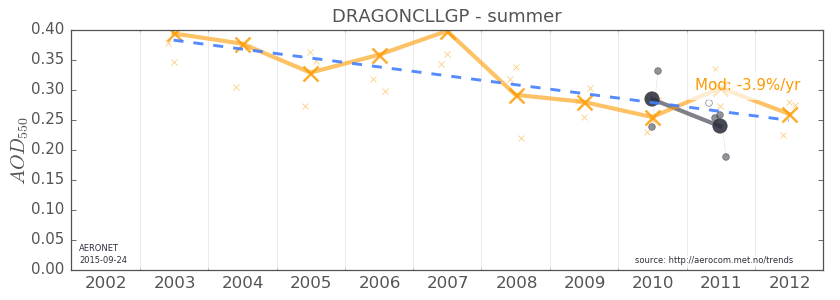 DRAGONCLLGP - summer
0.40
0.35
0.30
0.25
0.20
0.15
0.10
0.05
0.00
AOD550
Mod: -3.9%/yr
AERONET
2015-09-24
source: http://aerocom.met.no/trends
2002 2003 2004 2005 2006 2007 2008 2009 2010 2011 2012